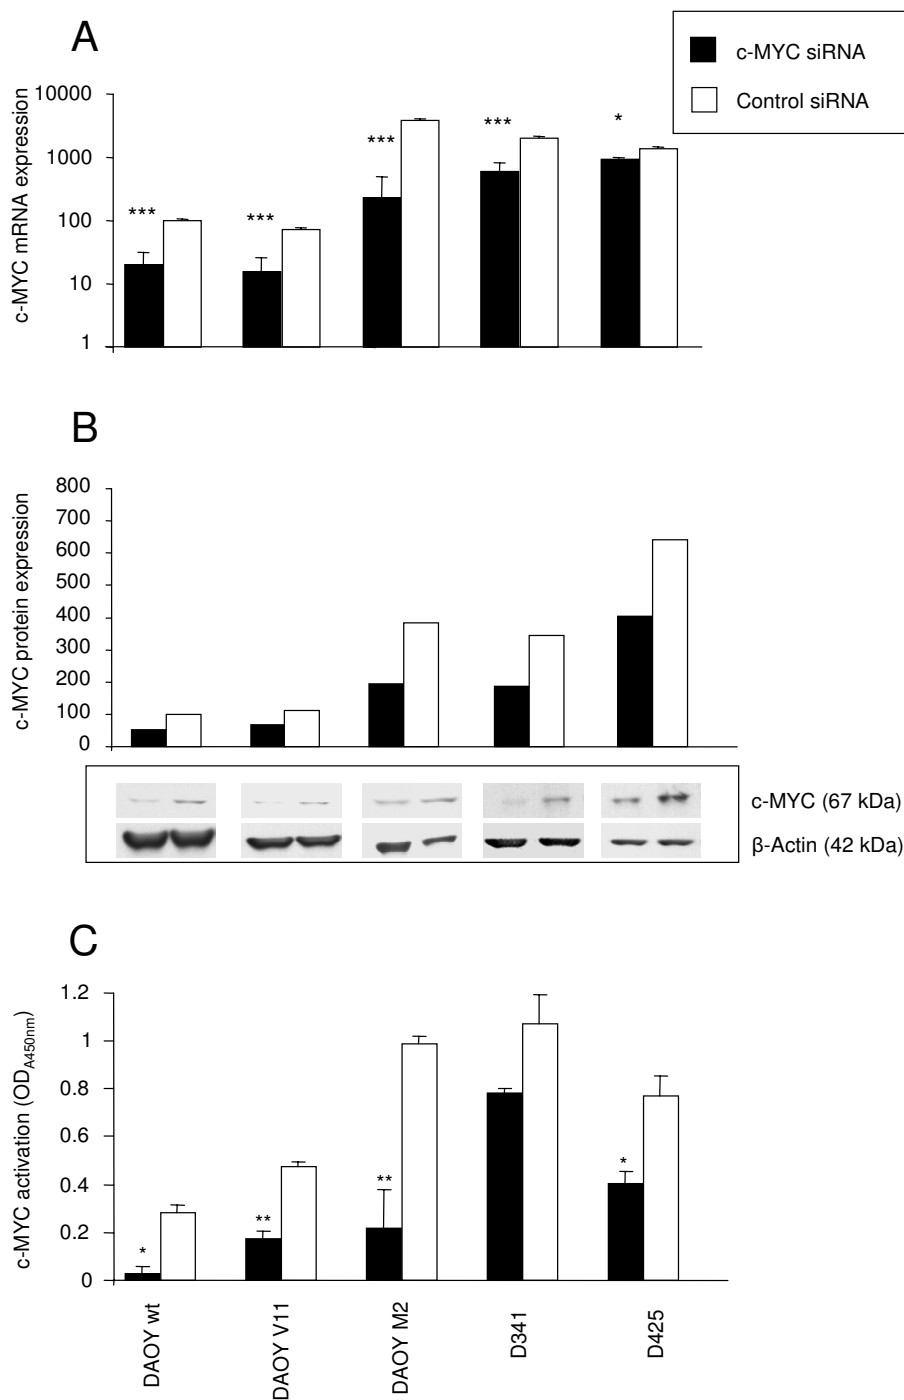 A
c-MYC siRNA
Control siRNA
c-MYC mRNA expression
10000
1000
100
10
1
***
***
***
***
*
B
c-MYC protein expression
800
700
600
500
400
300
200
100
0
c-MYC (67 kDa)
β-Actin (42 kDa)
C
c-MYC activation (OD A450nm)
1.2
1
0.8
0.6
0.4
0.2
0
*
**
**
*
DAOY wt
DAOY V11
DAOY M2
D341
D425